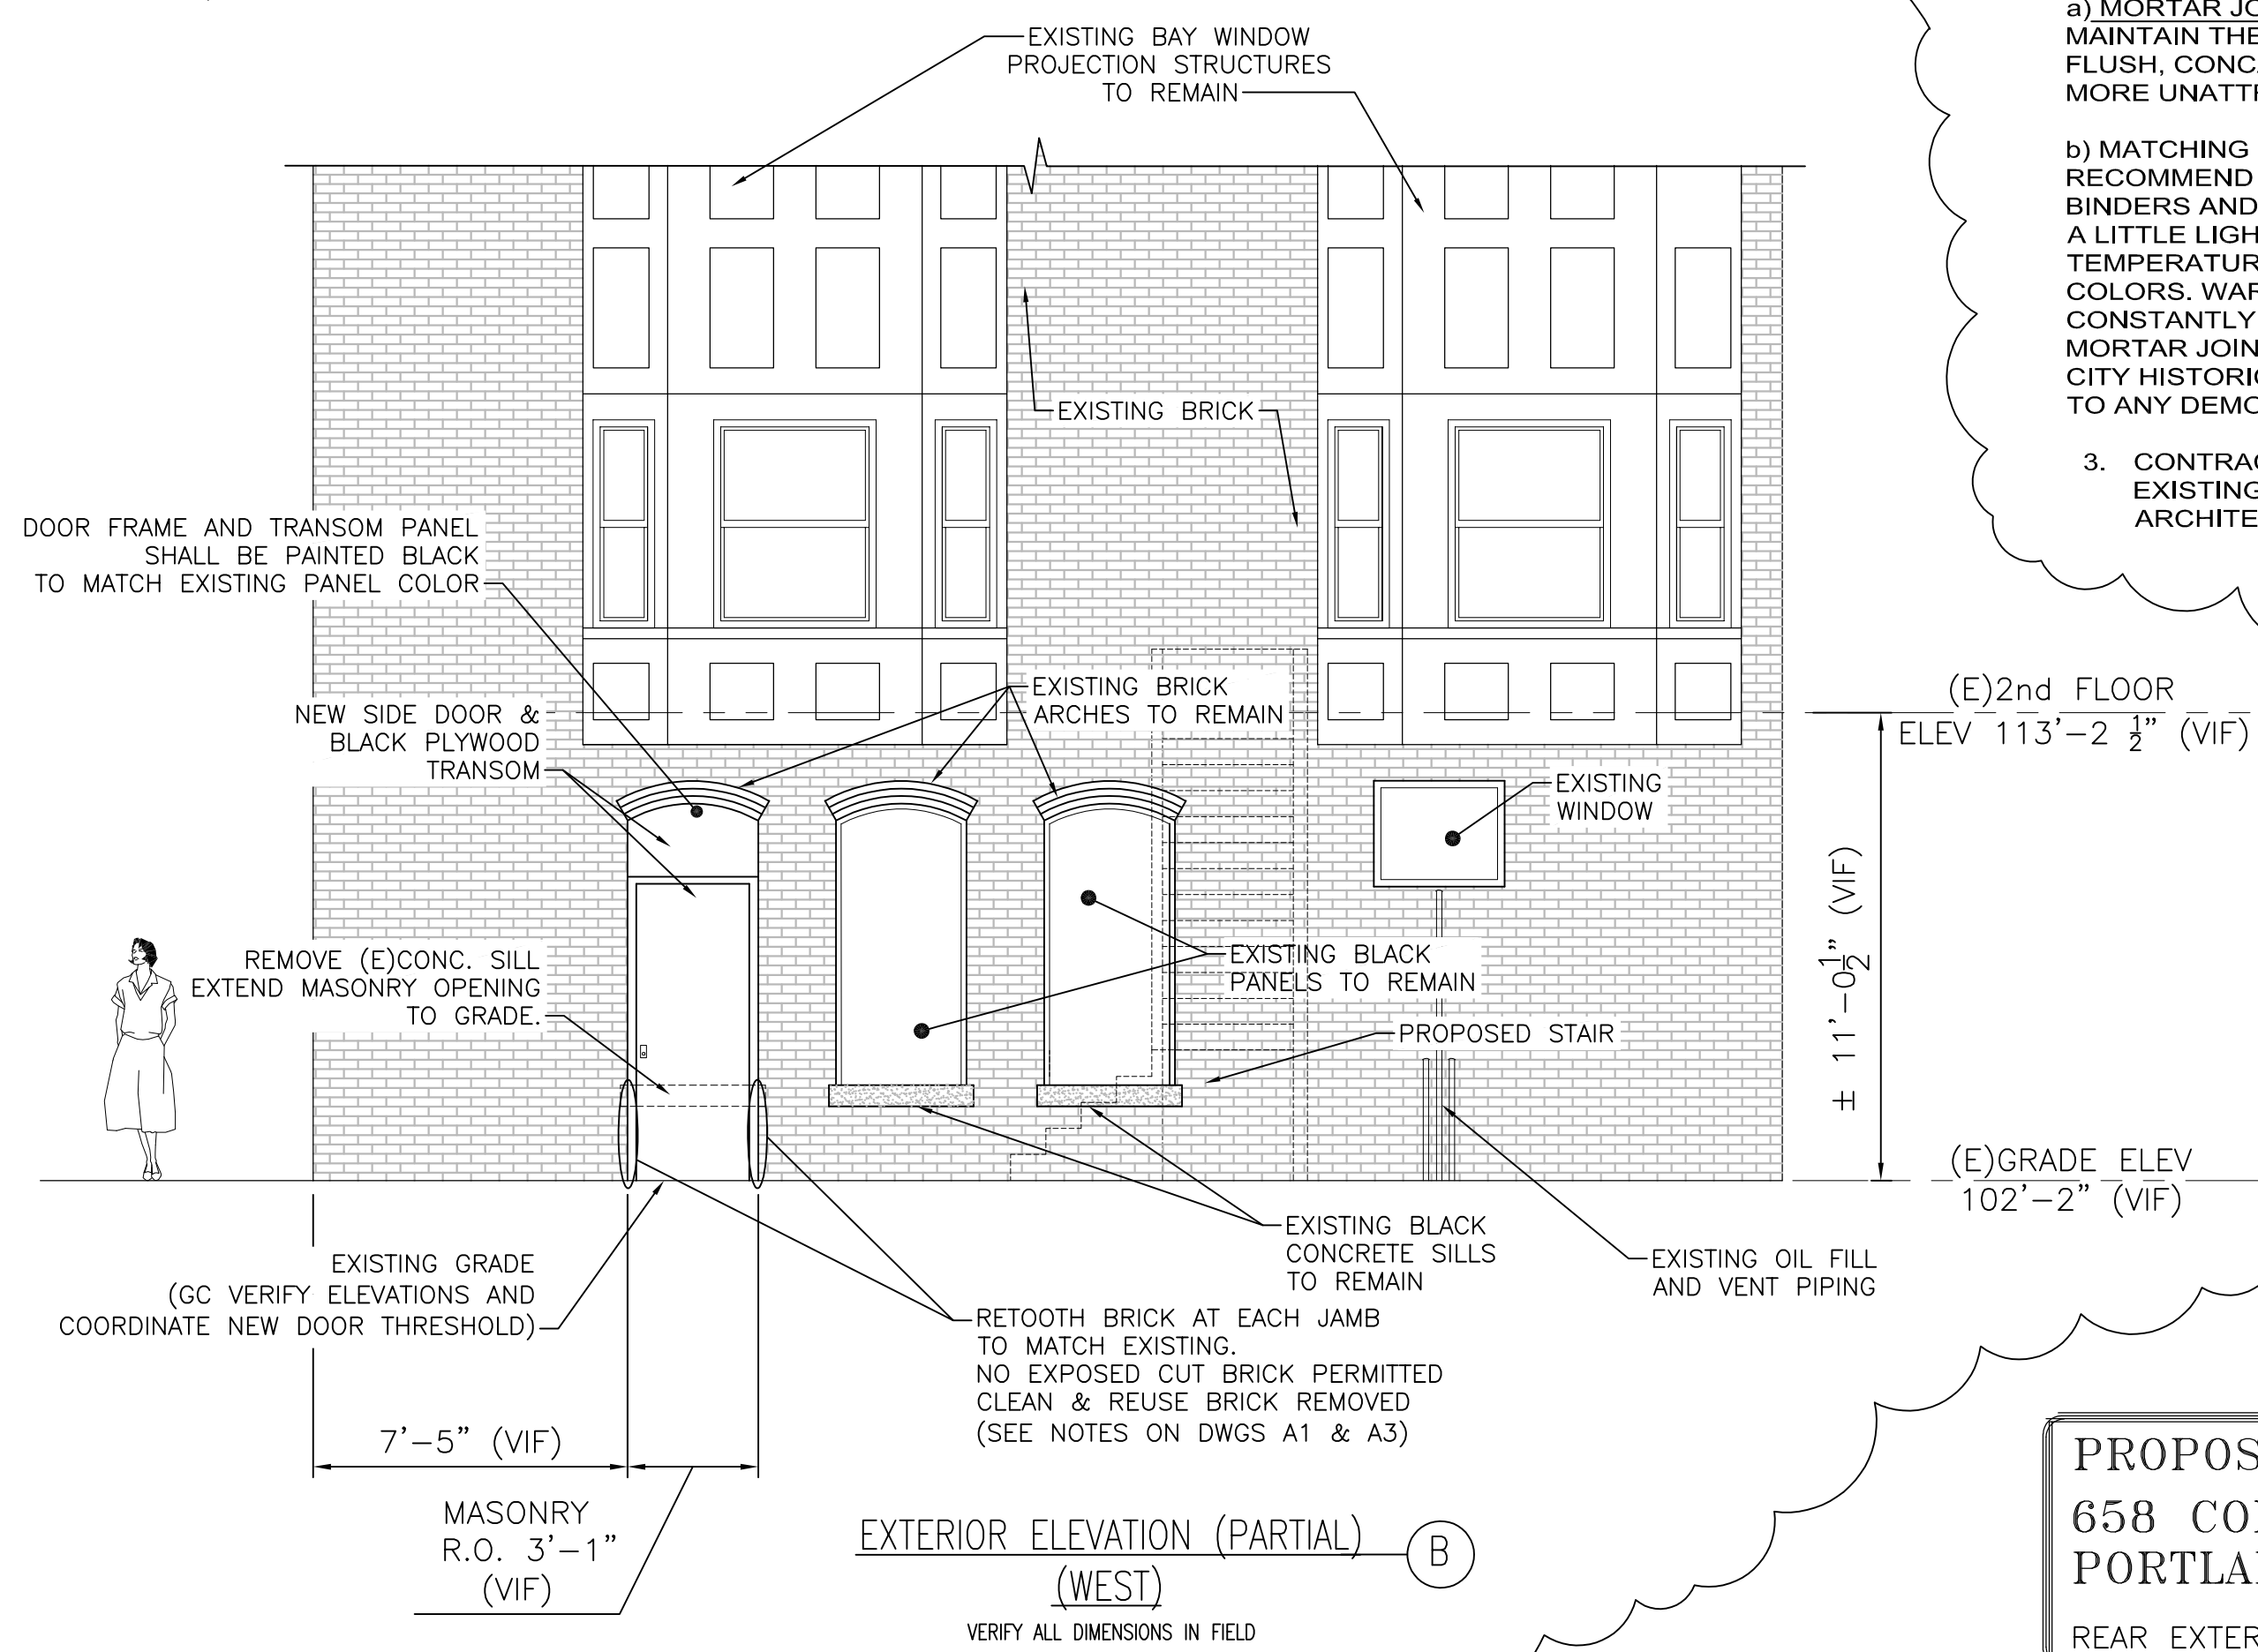 EXISTING BAY WINDOW
PROJECTION STRUCTURES
TO REMAIN
EXISTING BRICK
DOOR FRAME AND TRANSOM PANEL
SHALL BE PAINTED BLACK
TO MATCH EXISTING PANEL COLOR
NEW SIDE DOOR &
BLACK PLYWOOD
TRANSOM
EXISTING BRICK
ARCHES TO REMAIN
EXISTING
WINDOW
REMOVE (E)CONC. SILL
EXTEND MASONRY OPENING
TO GRADE.
EXISTING BLACK
PANELS TO REMAIN
PROPOSED STAIR
EXISTING GRADE
(GC VERIFY ELEVATIONS AND
COORDINATE NEW DOOR THRESHOLD)
EXISTING BLACK
CONCRETE SILLS
TO REMAIN
EXISTING OIL FILL
AND VENT PIPING
RETOOTH BRICK AT EACH JAMB
TO MATCH EXISTING.
NO EXPOSED CUT BRICK PERMITTED
CLEAN & REUSE BRICK REMOVED
(SEE NOTES ON DWGS A1 & A3)
7'-5" (VIF)
MASONRY
R.O. 3'-1"
(VIF)
EXTERIOR ELEVATION (PARTIAL)
(WEST)
B
VERIFY ALL DIMENSIONS IN FIELD
(E)2nd FLOOR
ELEV 113'-2 ½" (VIF)
± 11'-0½" (VIF)
(E)GRADE ELEV
102'-2" (VIF)
a) MORTAR JO
MAINTAIN THE
FLUSH, CONC
MORE UNATT
b) MATCHING
RECOMMEND
BINDERS AND
A LITTLE LIGH
TEMPERATUR
COLORS. WAR
CONSTANTLY
MORTAR JOIN
CITY HISTORIC
TO ANY DEMO
3. CONTRAC
EXISTING
ARCHITE
PROPOS
658 CO
PORTLA
REAR EXTER